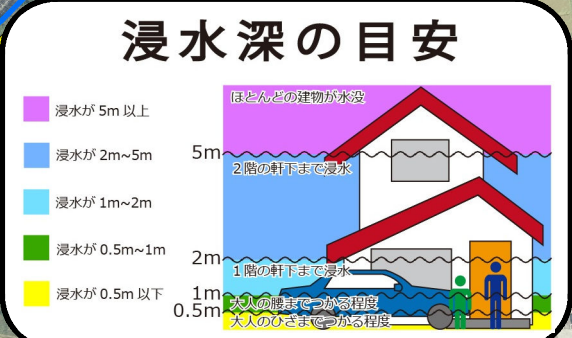 浸水深の目安
浸水が 5m 以上
浸水が 2m~5m
浸水が 1m~2m
浸水が 0.5m~1m
浸水が 0.5m 以下
ほとんどの建物が水没
5m
2階の軒下まで浸水
2m
1階の軒下まで浸水
1m
大人の腰までつかる程度
0.5m
大人のひざまでつかる程度